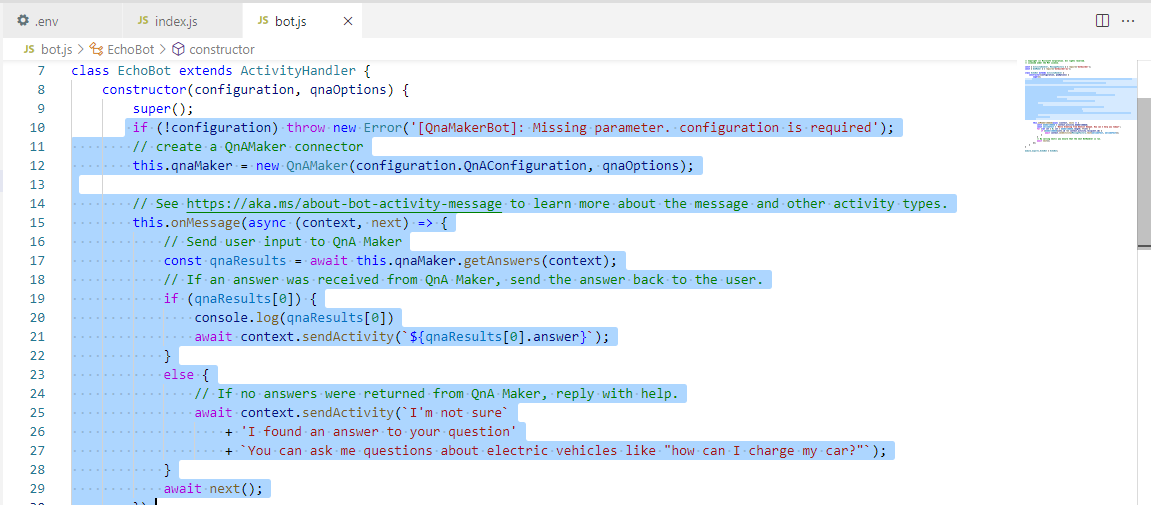 .env
JS index.js
JS bot.js
JS bot.js > EchoBot > constructor
7 class EchoBot extends ActivityHandler {
8 constructor(configuration, qnaOptions) {
9 super();
10 if (!configuration) throw new Error('[QnaMakerBot]: Missing parameter. configuration is required');
11 // create a QnAMaker connector
12 this.qnaMaker = new QnAMaker(configuration.QnAConfiguration, qnaOptions);
13
14 // See https://aka.ms/about-bot-activity-message to learn more about the message and other activity types.
15 this.onMessage(async (context, next) => {
16 // Send user input to QnA Maker
17 const qnaResults = await this.qnaMaker.getAnswers(context);
18 // If an answer was received from QnA Maker, send the answer back to the user.
19 if (qnaResults[0]) {
20 console.log(qnaResults[0])
21 await context.sendActivity(`${qnaResults[0].answer}`);
22 }
23 else {
24 // If no answers were returned from QnA Maker, reply with help.
25 await context.sendActivity(`I'm not sure`
26 + 'I found an answer to your question'
27 + `You can ask me questions about electric vehicles like "how can I charge my car?"`);
28 }
29 await next();